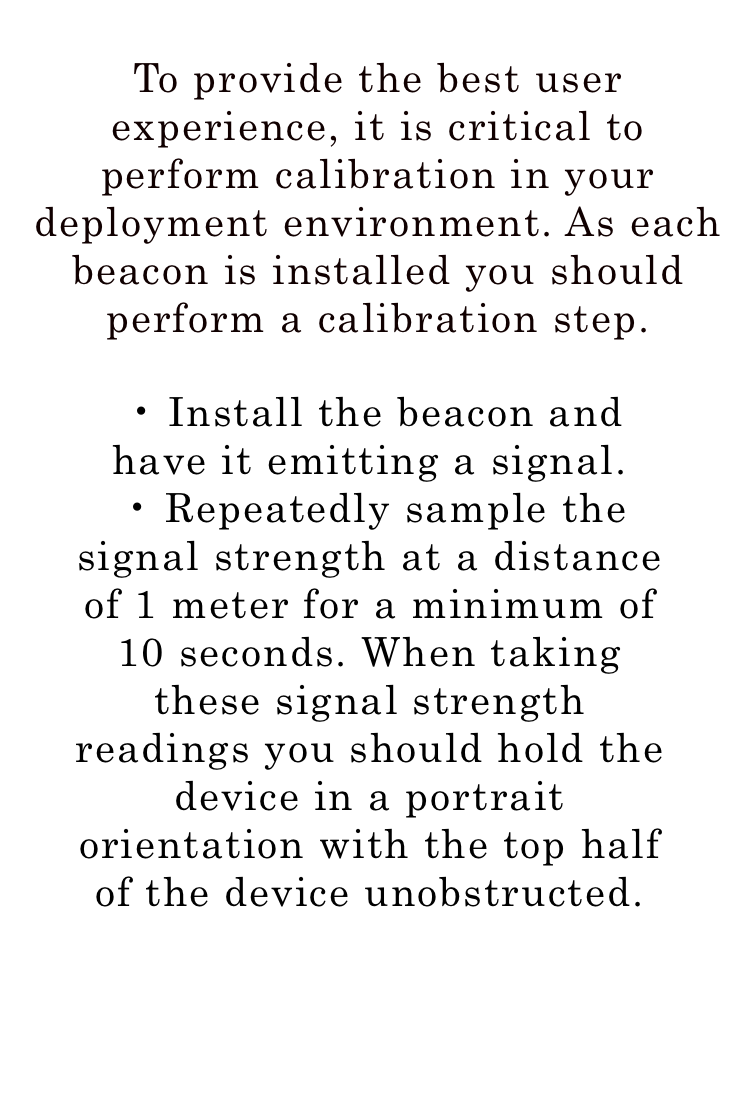 To provide the best user
experience, it is critical to
perform calibration in your
deployment environment. As each
beacon is installed you should
perform a calibration step.
• Install the beacon and
have it emitting a signal.
• Repeatedly sample the
signal strength at a distance
of 1 meter for a minimum of
10 seconds. When taking
these signal strength
readings you should hold the
device in a portrait
orientation with the top half
of the device unobstructed.